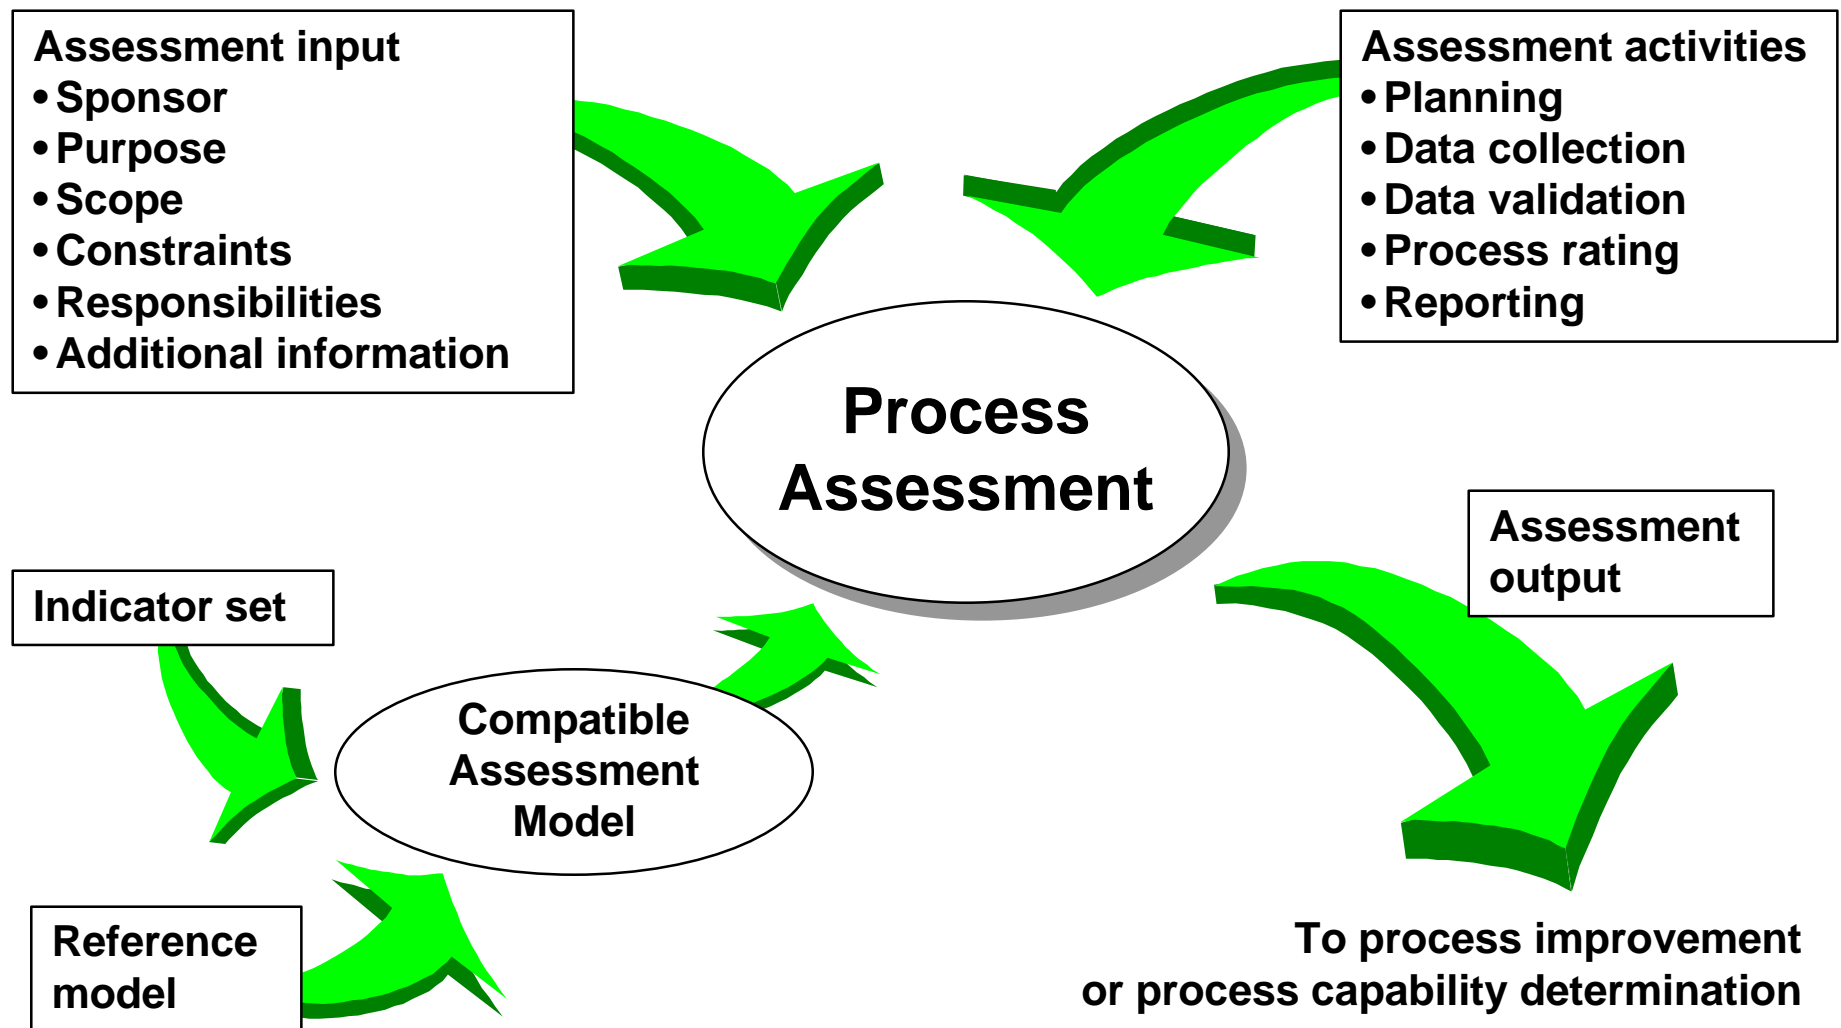 Assessment input
• Sponsor
• Purpose
• Scope
• Constraints
• Responsibilities
• Additional information
Assessment activities
• Planning
• Data collection
• Data validation
• Process rating
• Reporting
Process
Assessment
Assessment
output
Indicator set
Compatible
Assessment
Model
Reference
model
To process improvement
or process capability determination